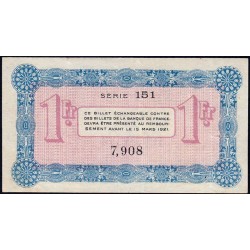 SÉRIE 151
1Fr 1Fr
CE BILLET ÉCHANGEABLE CONTRE
DES BILLETS DE LA BANQUE DE FRANCE
DEVRA ÊTRE PRÉSENTÉ AU REMBOUR-
SEMENT AVANT LE 15 MARS 1921
7,908